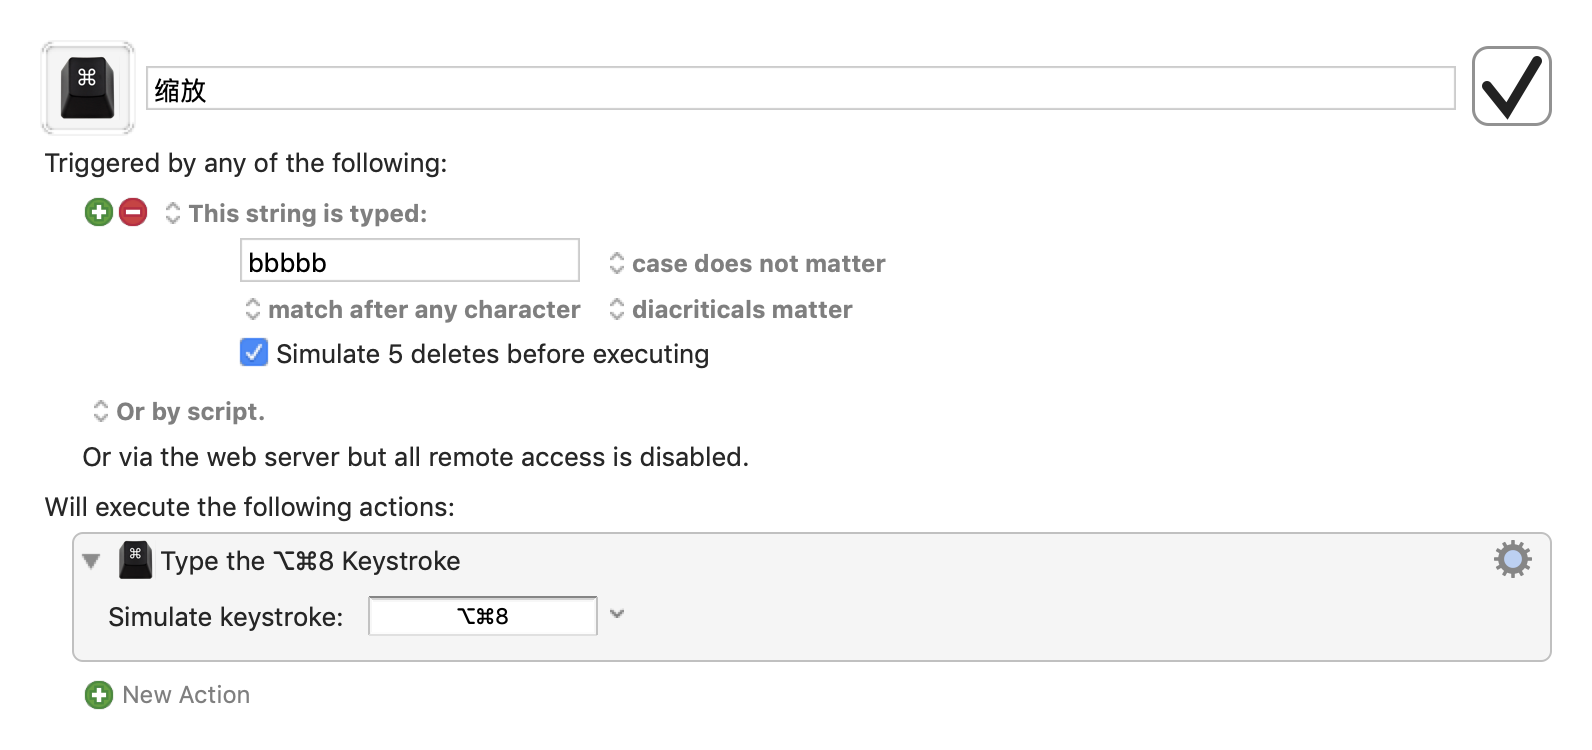 ⌘ 缩放
Triggered by any of the following:
This string is typed:
bbbbb case does not matter
match after any character diacriticals matter
Simulate 5 deletes before executing
Or by script.
Or via the web server but all remote access is disabled.
Will execute the following actions:
⌘ Type the ⌥⌘8 Keystroke
Simulate keystroke: ⌥⌘8
New Action